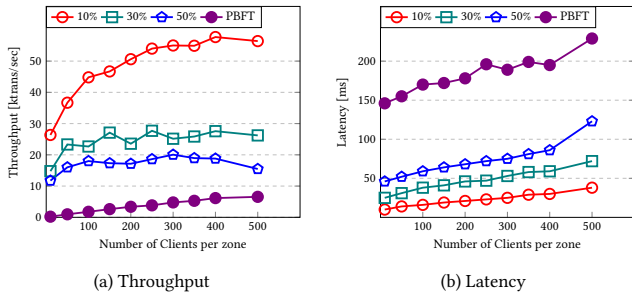 10% 30% 50% PBFT
Throughput [ktrans/sec]
50
40
30
20
10
0
100 200 300 400 500
Number of Clients per zone
(a) Throughput
10% 30% 50% PBFT
Latency [ms]
200
150
100
50
100 200 300 400 500
Number of Clients per zone
(b) Latency